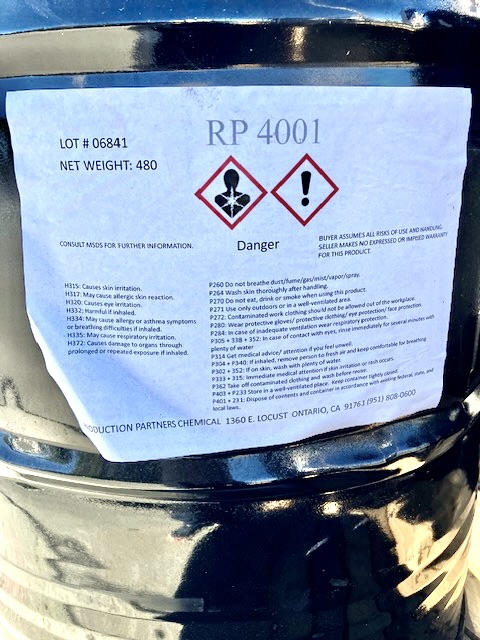 RP 4001
LOT # 06841
NET WEIGHT: 480
CONSULT MSDS FOR FURTHER INFORMATION.
Danger
BUYER ASSUMES ALL RISKS OF USE AND HANDLING.
SELLER MAKES NO EXPRESSED OR IMPLIED WARRANTY
FOR THIS PRODUCT.
H315: Causes skin irritation.
H317: May cause allergic skin reaction.
H320: Causes eye irritation.
H332: Harmful if inhaled.
H334: May cause allergy or asthma symptoms
or breathing difficulties if inhaled.
H335: May cause respiratory irritation.
H372: Causes damage to organs through
prolonged or repeated exposure if inhaled.
P260 Do not breathe dust/fume/gas/mist/vapor/spray.
P264 Wash skin thoroughly after handling.
P270 Do not eat, drink or smoke when using this product.
P271 Use only outdoors or in a well-ventilated area.
P272: Contaminated work clothing should not be allowed out of the workplace.
P280: Wear protective gloves/ protective clothing/ eye protection/ face protection.
P284: In case of inadequate ventilation wear respiratory protection.
P305 + 338 + 352: In case of contact with eyes, rinse immediately for several minutes with
plenty of water
P314 Get medical advice/ attention if you feel unwell.
P304 + P340: If inhaled, remove person to fresh air and keep comfortable for breathing
P302 + 352: If on skin, wash with plenty of water.
P333 + 315: Immediate medical attention if skin irritation or rash occurs.
P362 Take off contaminated clothing and wash before reuse.
P403 + P233 Store in a well-ventilated place. Keep container tightly closed.
P401 + 231: Dispose of contents and container in accordance with existing federal, state, and
local laws.
ODUCTION PARTNERS CHEMICAL 1360 E. LOCUST ONTARIO, CA 91761 (951) 808-0600